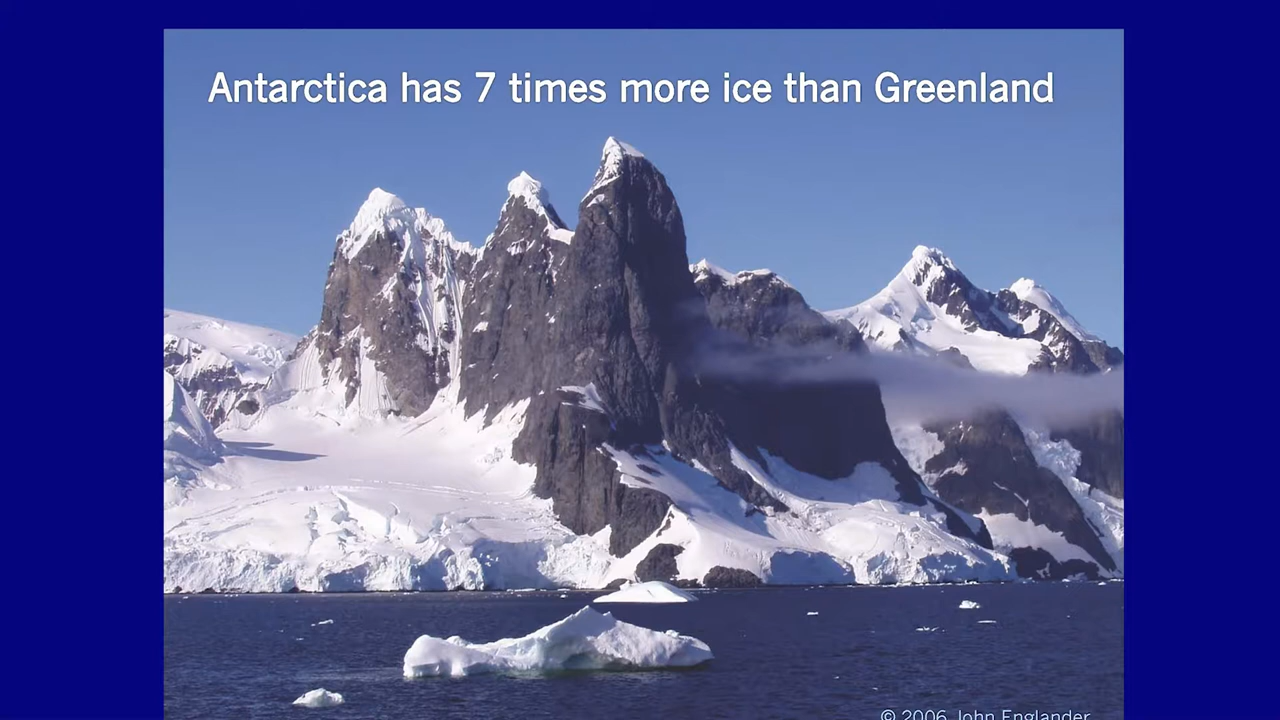 Antarctica has 7 times more ice than Greenland
© 2006 John Englander